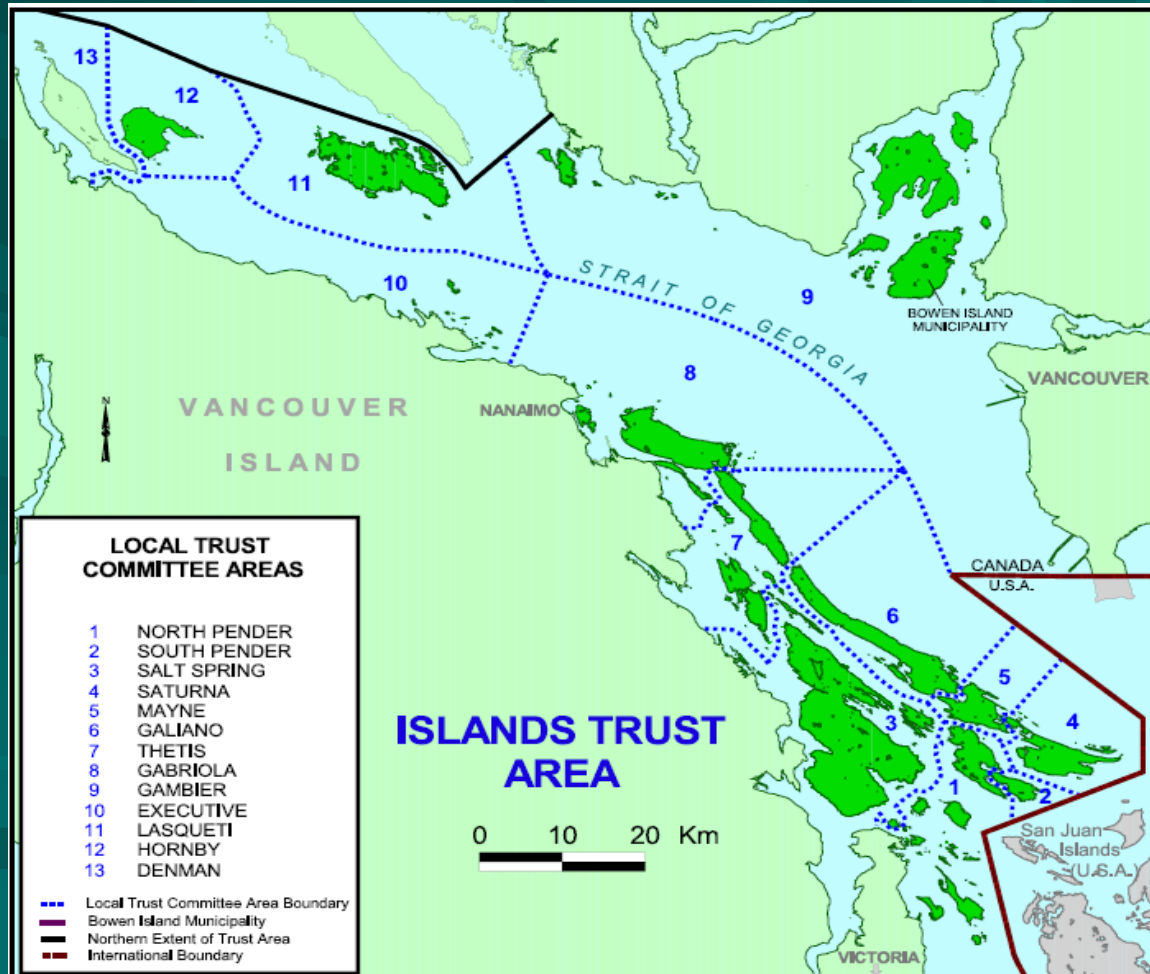 13
12
11
10
STRAIT OF GEORGIA
9
BOWEN ISLAND
MUNICIPALITY
8
VANCOUVER
VANCOUVER
ISLAND
N
NANAIMO
7
CANADA
U.S.A.
6
5
4
3
1
2
ISLANDS TRUST
AREA
0 10 20 Km
San Juan
Islands
(U.S.A.)
VICTORIA
LOCAL TRUST
COMMITTEE AREAS
1 NORTH PENDER
2 SOUTH PENDER
3 SALT SPRING
4 SATURNA
5 MAYNE
6 GALIANO
7 THETIS
8 GABRIOLA
9 GAMBIER
10 EXECUTIVE
11 LASQUETI
12 HORNBY
13 DENMAN
Local Trust Committee Area Boundary
Bowen Island Municipality
Northern Extent of Trust Area
International Boundary